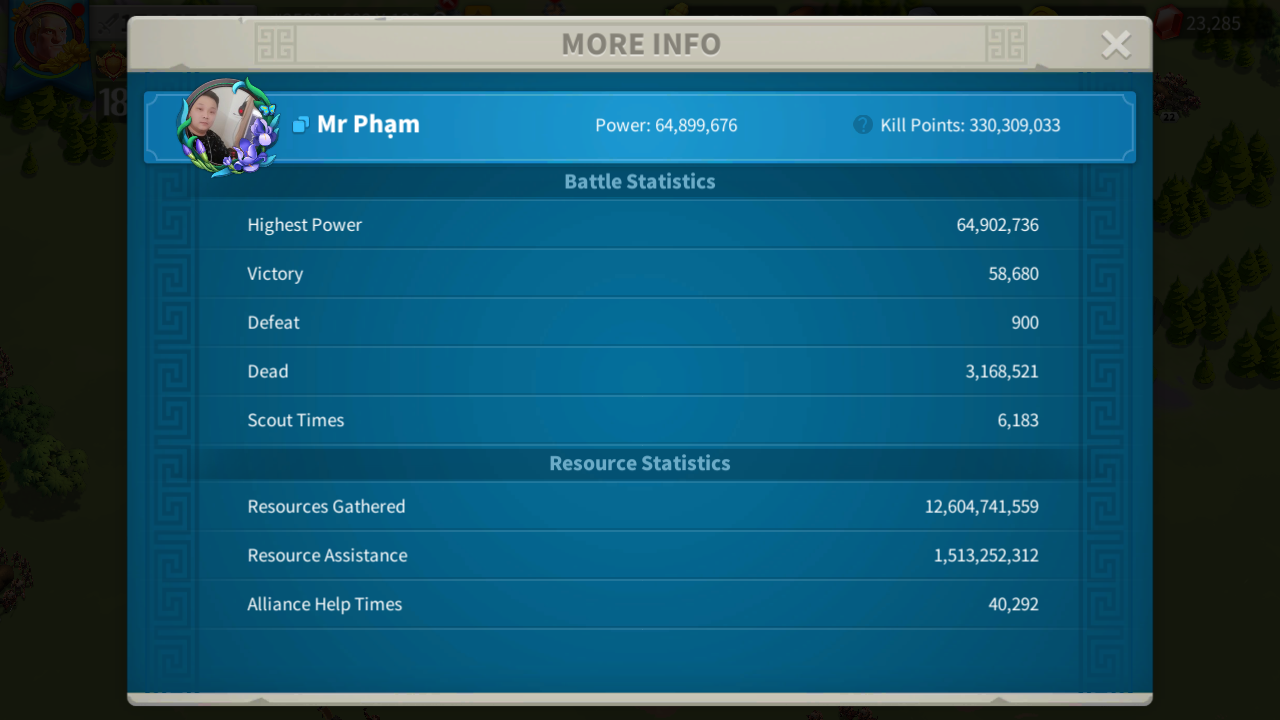 MORE INFO
23,285
18
Mr Phạm
Power: 64,899,676
? Kill Points: 330,309,033
Battle Statistics
Highest Power 64,902,736
Victory 58,680
Defeat 900
Dead 3,168,521
Scout Times 6,183
Resource Statistics
Resources Gathered 12,604,741,559
Resource Assistance 1,513,252,312
Alliance Help Times 40,292
22